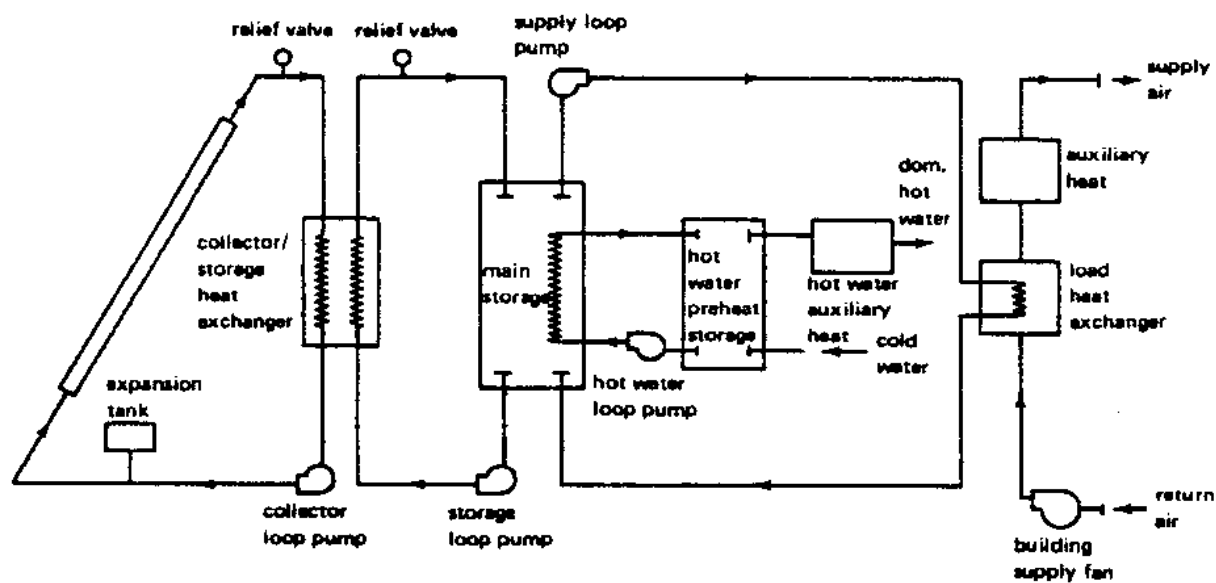 relief valve
relief valve
supply loop
pump
supply
air
auxiliary
heat
dom.
hot
water
collector/
storage
heat
exchanger
main
storage
hot
water
preheat
storage
hot water
auxiliary
heat
load
heat
exchanger
cold
water
expansion
tank
hot water
loop pump
collector
loop pump
storage
loop pump
return
air
building
supply fan